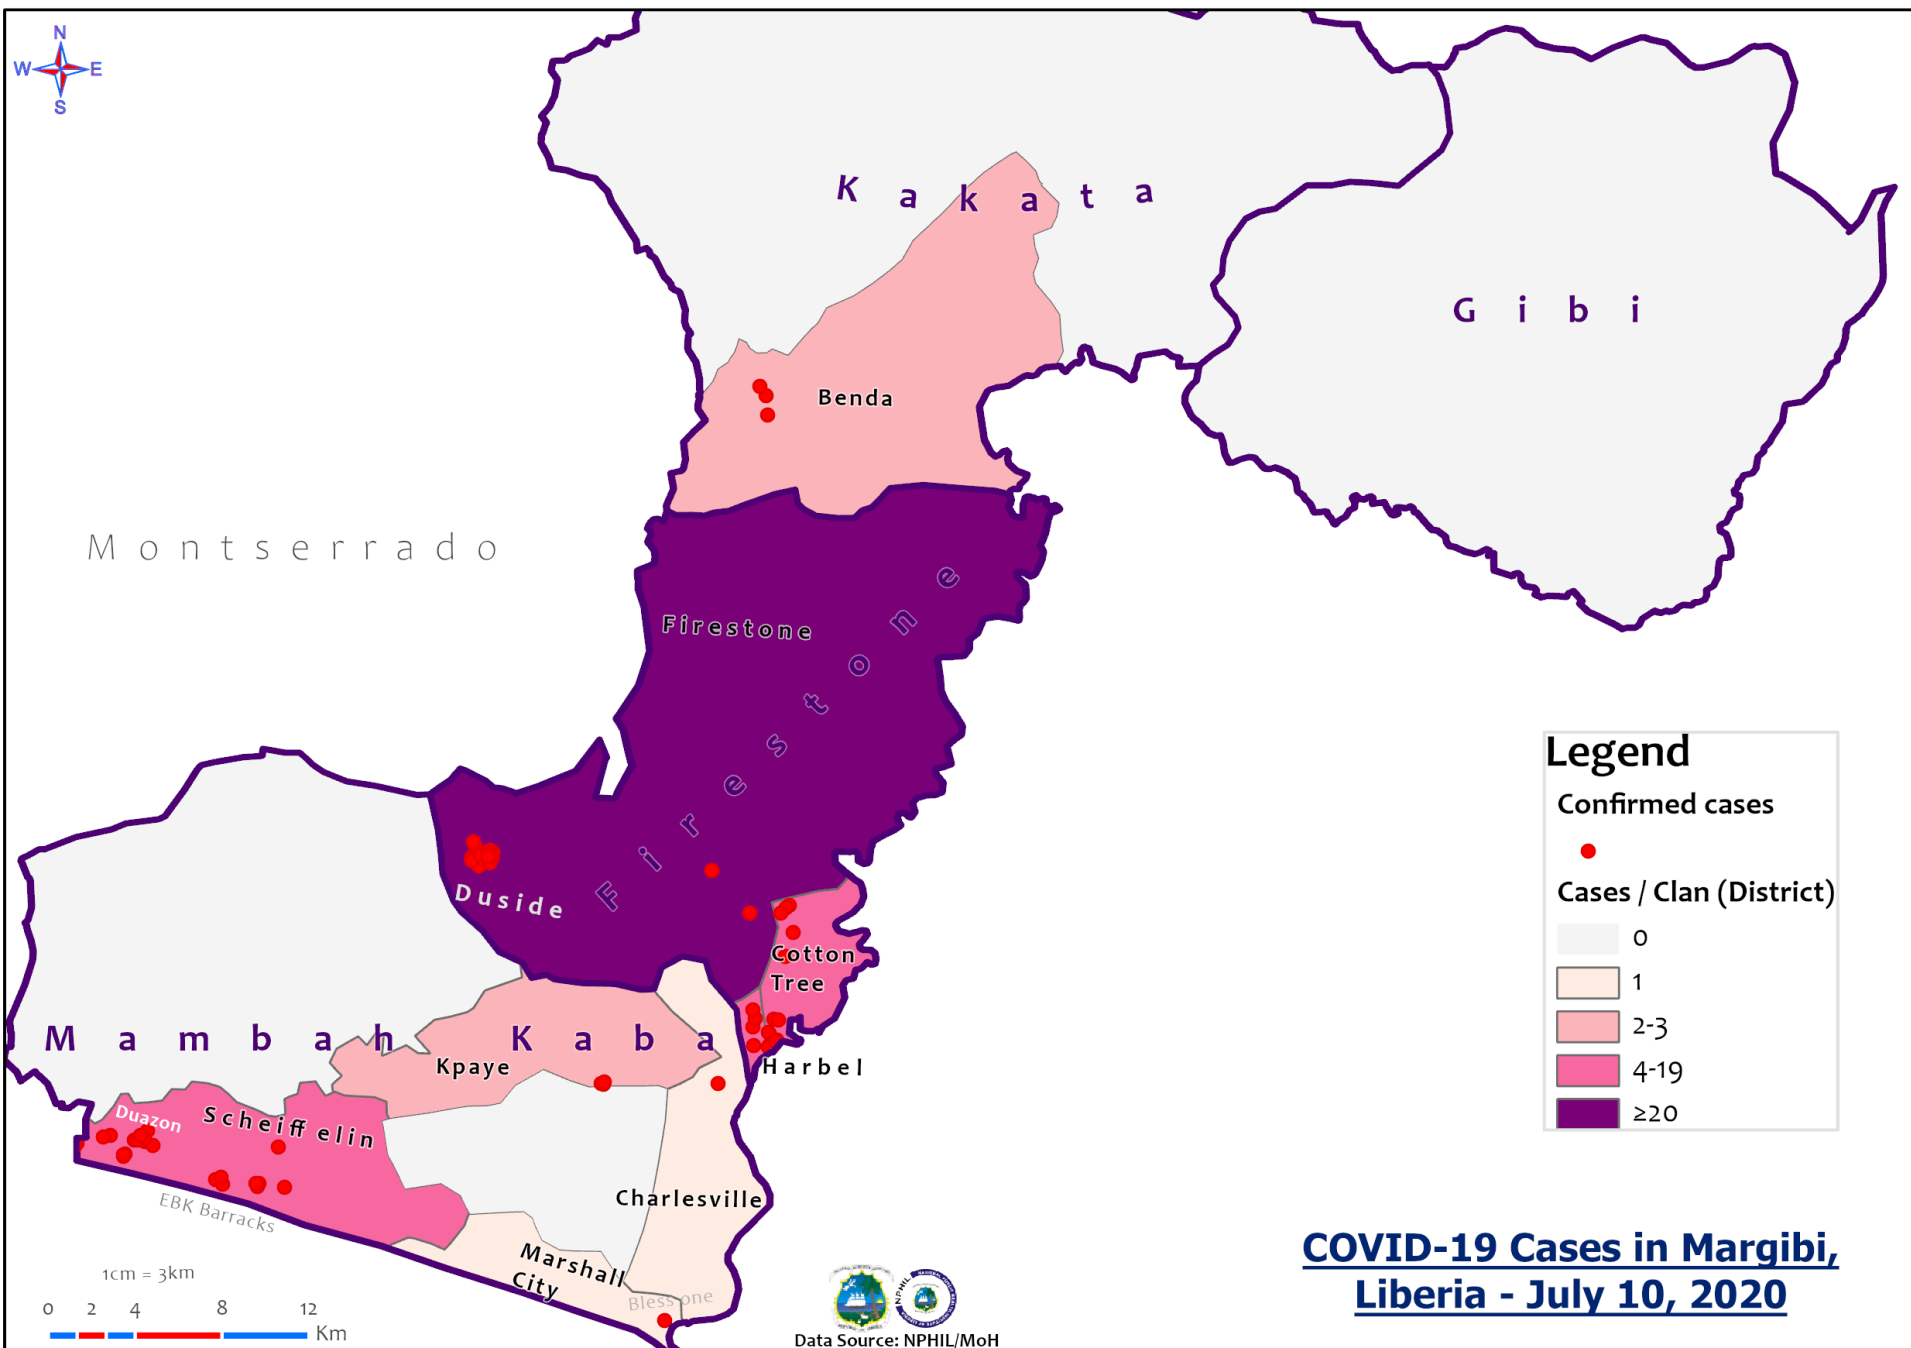 N
W E
S
Kakata
Gibi
Benda
Montserrado
Firestone
Firestone
Duside
Cotton
Tree
Mambah Kaba
Kpaye
Harbel
Duazon
Scheiffelin
EBK Barracks
Charlesville
Marshall
City
Blessone
Legend
Confirmed cases
Cases / Clan (District)
0
1
2-3
4-19
≥20
COVID-19 Cases in Margibi,
Liberia - July 10, 2020
1cm = 3km
0 2 4 8 12
Km
NPHIL
Data Source: NPHIL/MoH